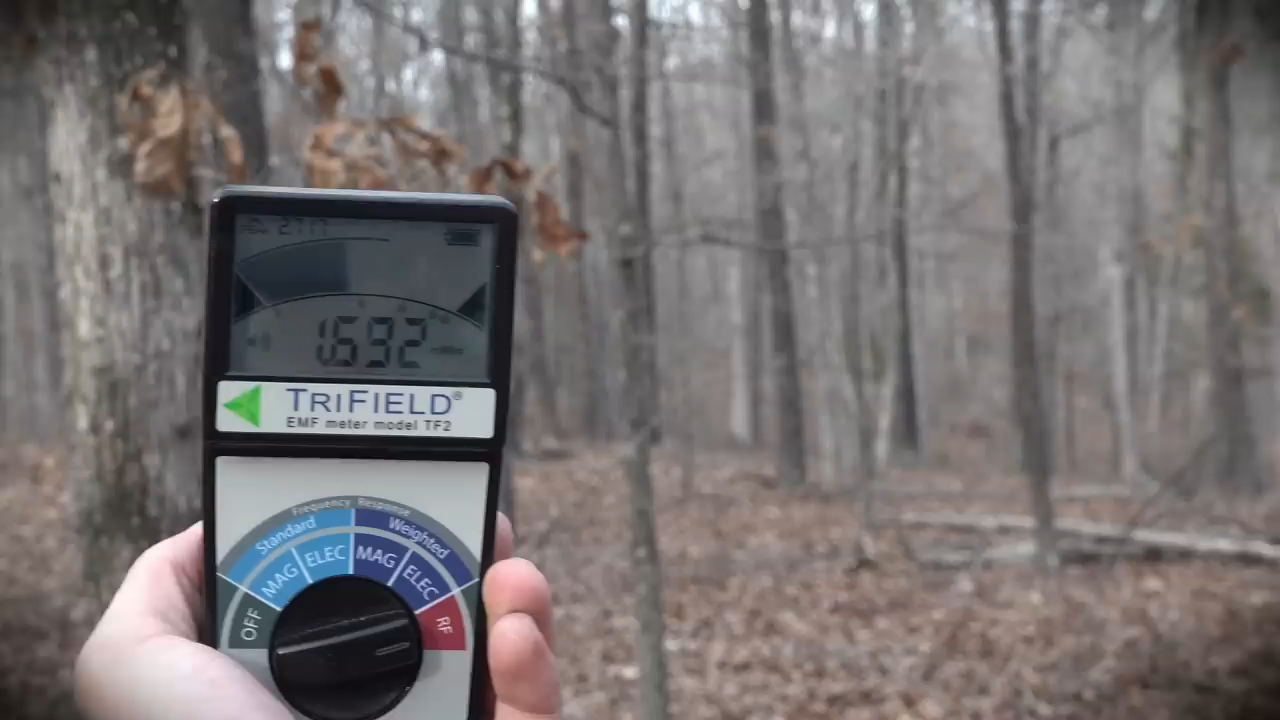 1.692
TRIFIELD®
EMF meter model TF2
Frequency Response
Standard Weighted
MAG ELEC MAG ELEC
OFF RF